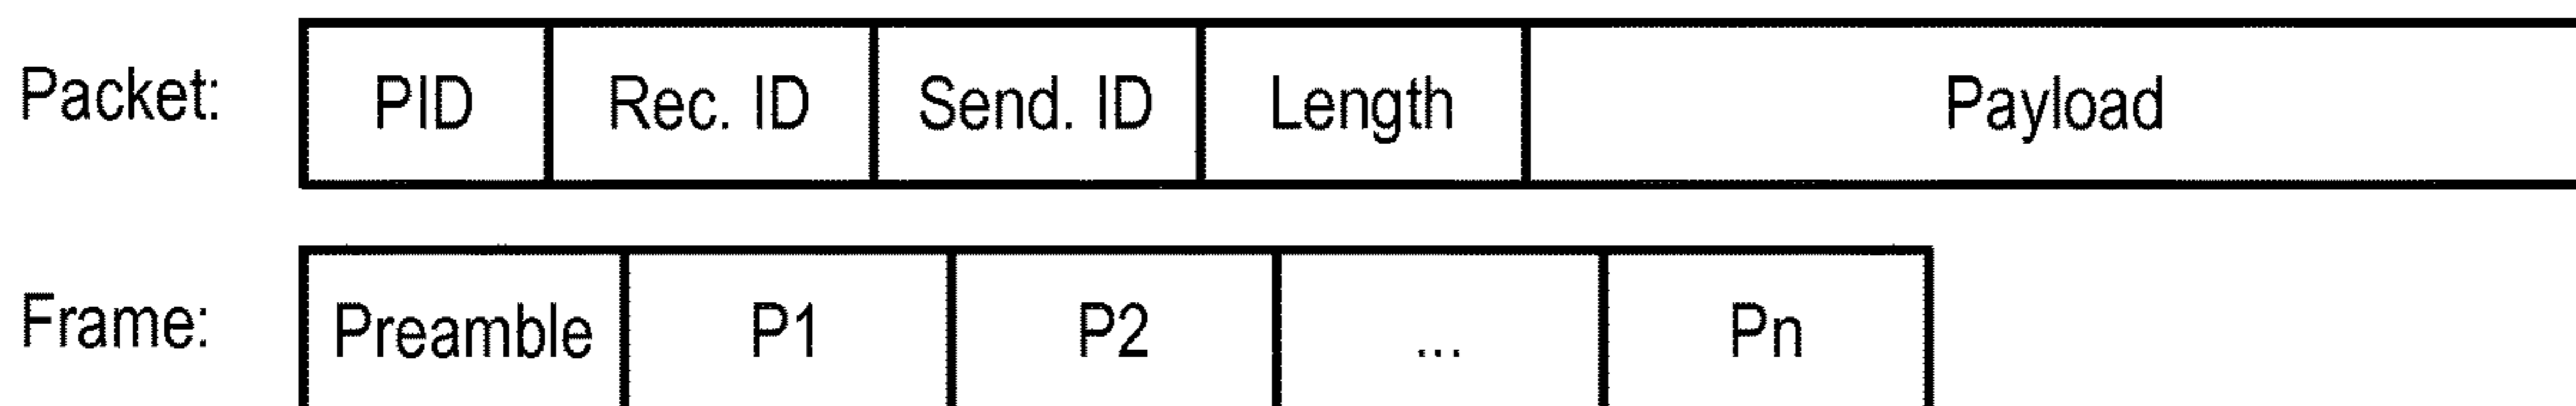 Packet: PID Rec. ID Send. ID Length Payload
Frame: Preamble P1 P2 ... Pn